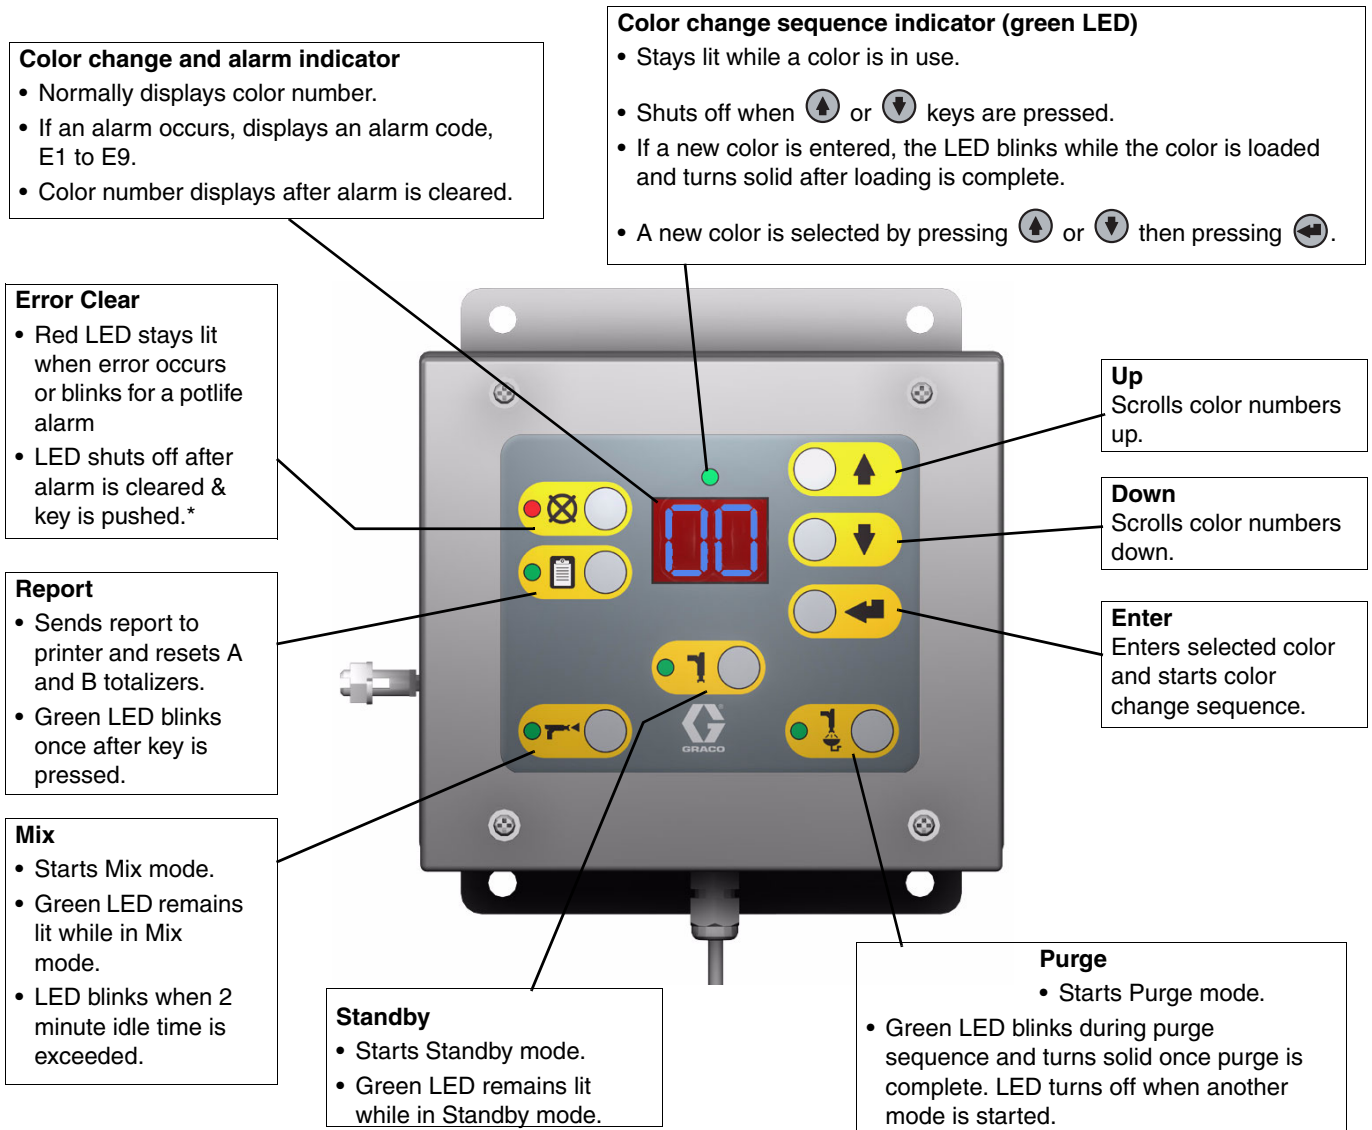 Color change and alarm indicator
• Normally displays color number.
• If an alarm occurs, displays an alarm code,
E1 to E9.
• Color number displays after alarm is cleared.
Color change sequence indicator (green LED)
• Stays lit while a color is in use.
• Shuts off when or keys are pressed.
• If a new color is entered, the LED blinks while the color is loaded
and turns solid after loading is complete.
• A new color is selected by pressing or then pressing .
Error Clear
• Red LED stays lit
when error occurs
or blinks for a potlife
alarm
• LED shuts off after
alarm is cleared &
key is pushed.*
Report
• Sends report to
printer and resets A
and B totalizers.
• Green LED blinks
once after key is
pressed.
Mix
• Starts Mix mode.
• Green LED remains
lit while in Mix
mode.
• LED blinks when 2
minute idle time is
exceeded.
00
GRACO
Up
Scrolls color numbers
up.
Down
Scrolls color numbers
down.
Enter
Enters selected color
and starts color
change sequence.
Standby
• Starts Standby mode.
• Green LED remains lit
while in Standby mode.
Purge
• Starts Purge mode.
• Green LED blinks during purge
sequence and turns solid once purge is
complete. LED turns off when another
mode is started.